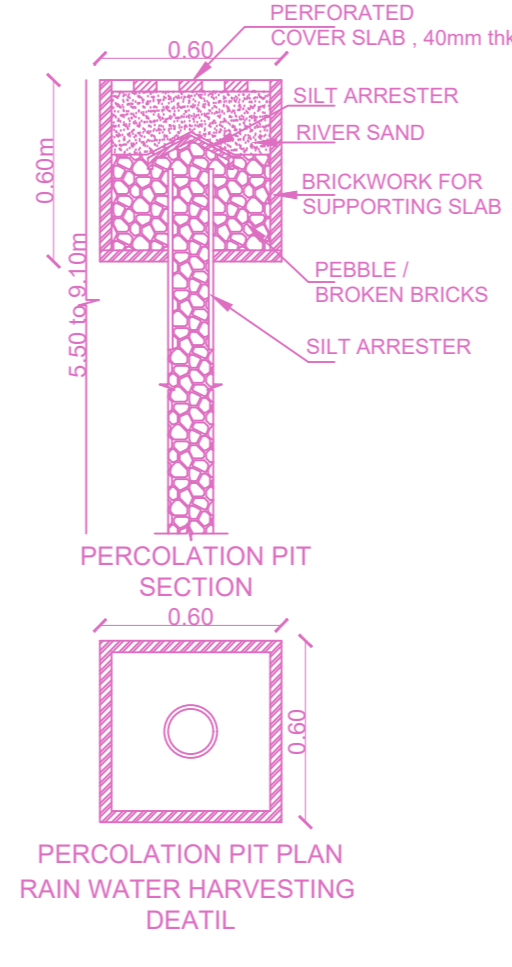 PERFORATED
COVER SLAB , 40mm thk
0.60
SILT ARRESTER
RIVER SAND
0.60m
BRICKWORK FOR
SUPPORTING SLAB
PEBBLE /
BROKEN BRICKS
5.50 to 9.10m
SILT ARRESTER
PERCOLATION PIT
SECTION
0.60
0.60
PERCOLATION PIT PLAN
RAIN WATER HARVESTING
DEATIL